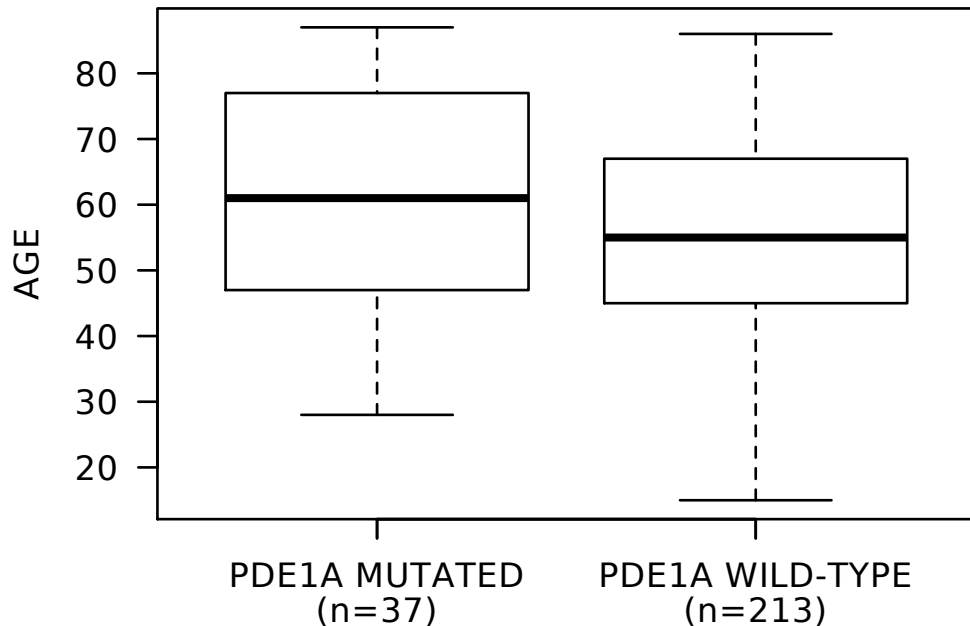 AGE
80
70
60
50
40
30
20
PDE1A MUTATED
(n=37)
PDE1A WILD-TYPE
(n=213)